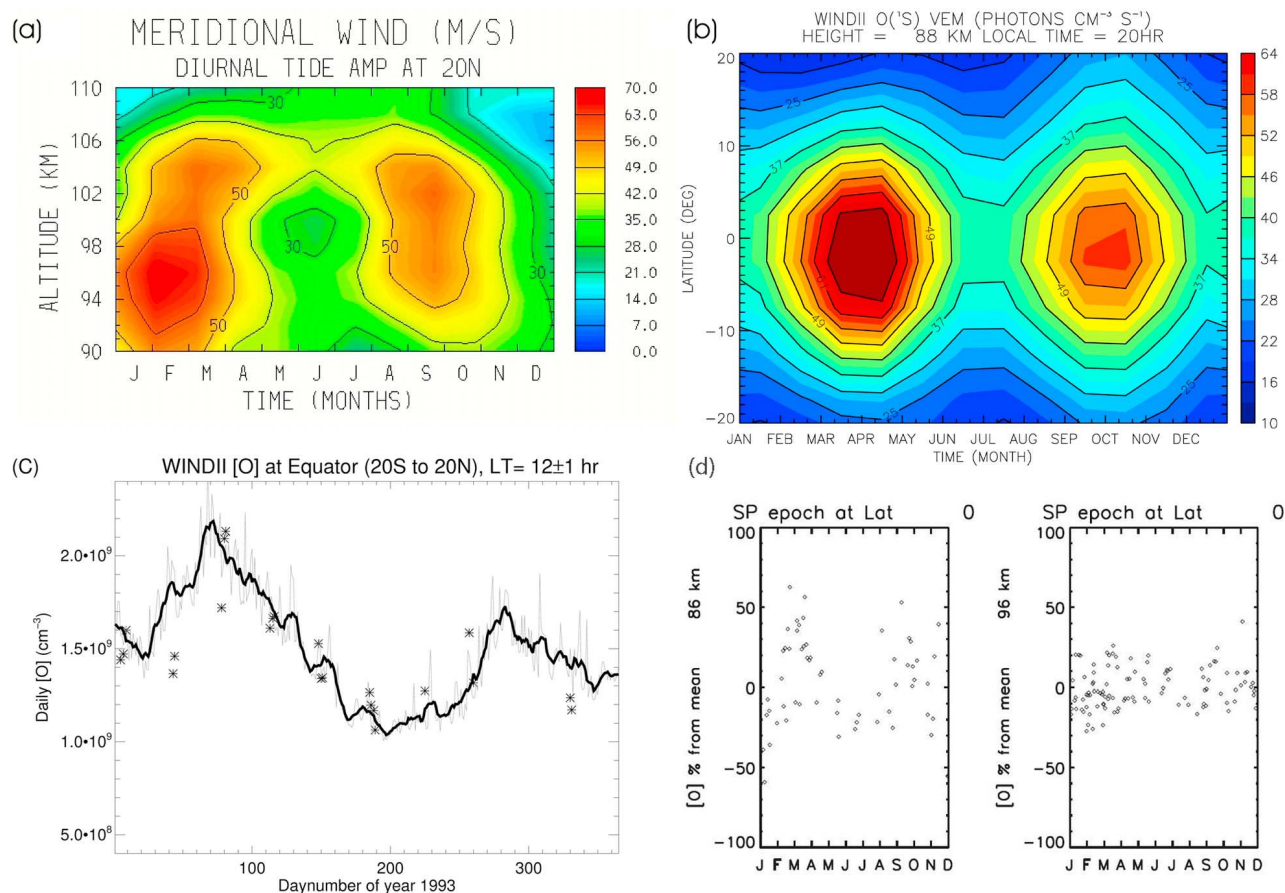 (a)
MERIDIONAL WIND (M/S)
DIURNAL TIDE AMP AT 20N
ALTITUDE (KM)
110
106
102
98
94
90
30
50
50
30
50
50
30
J F M A M J J A S O N D
TIME (MONTHS)
70.0
63.0
56.0
49.0
42.0
35.0
28.0
21.0
14.0
7.0
0.0
(b)
WINDII O(¹S) VEM (PHOTONS CM⁻³ S⁻¹)
HEIGHT = 88 KM LOCAL TIME = 20HR
LATITUDE (DEG)
20
10
0
-10
-20
25
25
37
37
37
49
61
49
37
49
37
25
25
JAN FEB MAR APR MAY JUN JUL AUG SEP OCT NOV DEC
TIME (MONTH)
64
58
52
46
40
34
28
22
16
10
(C)
WINDII [O] at Equator (20S to 20N), LT= 12±1 hr
Daily [O] (cm⁻³)
2.0•10⁹
1.5•10⁹
1.0•10⁹
5.0•10⁸
100 200 300
Daynumber of year 1993
(d)
SP epoch at Lat 0
[O] % from mean 86 km
100
50
0
-50
-100
J F M A M J J A S O N D
SP epoch at Lat 0
[O] % from mean 96 km
100
50
0
-50
-100
J F M A M J J A S O N D